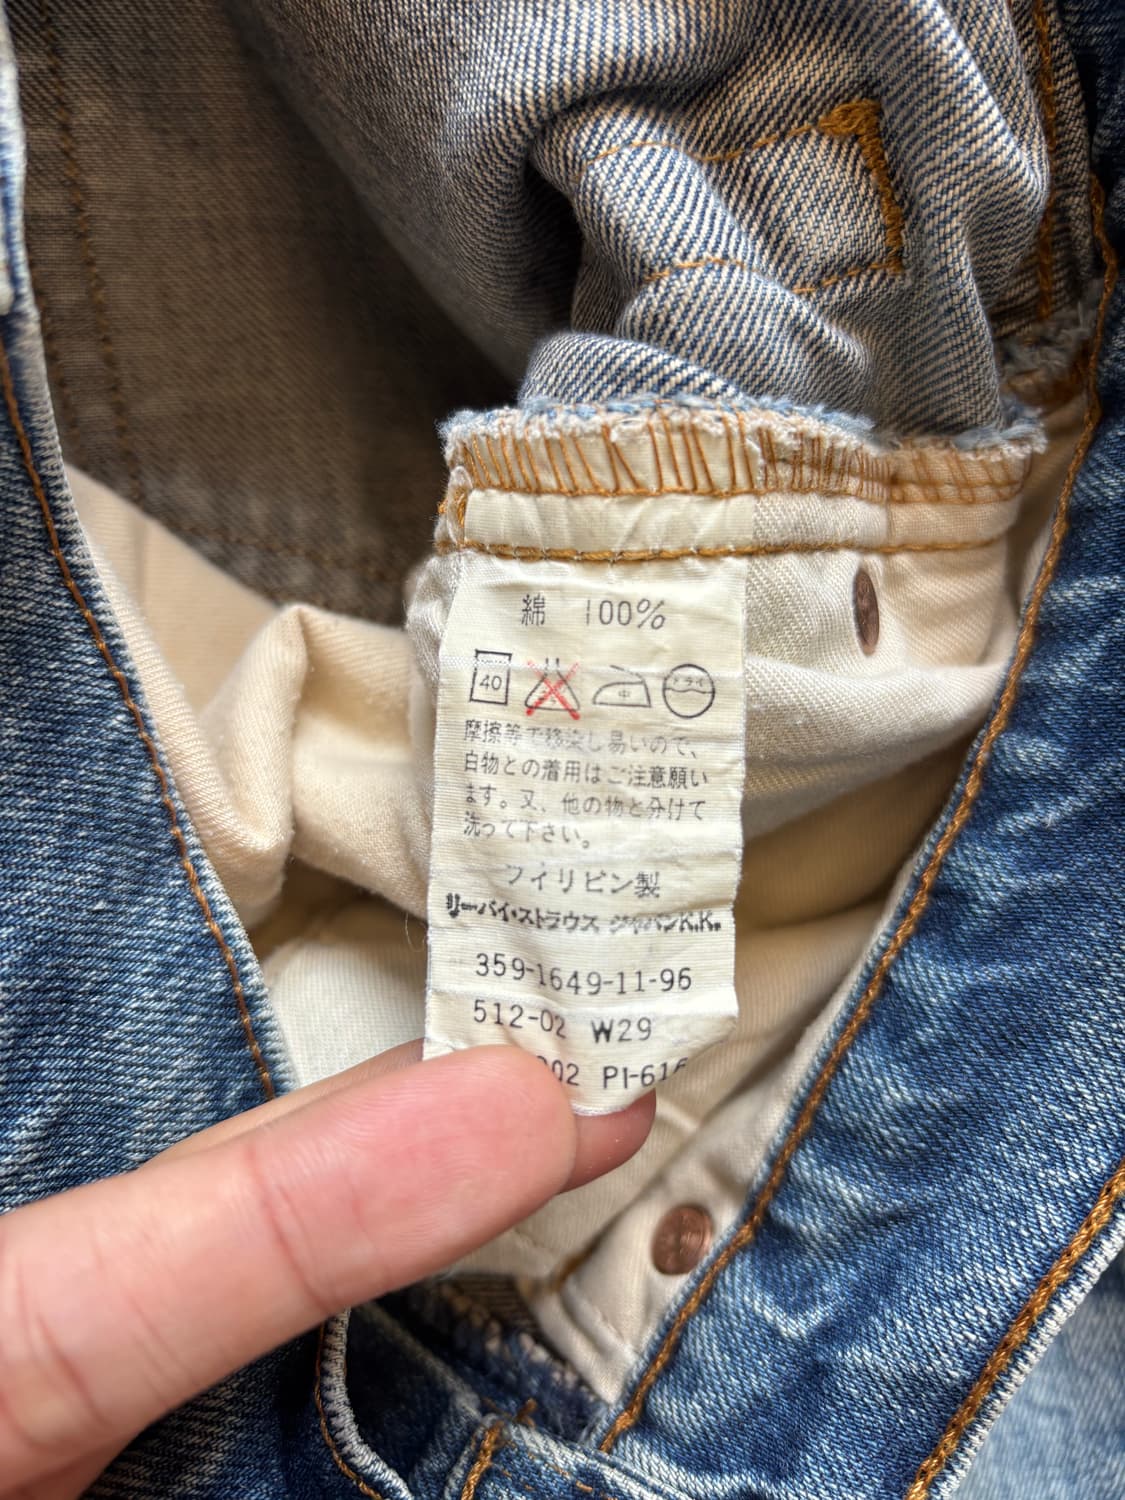 綿 100%
40 中 ドライ
摩擦等で移染し易いので、
白物との着用はご注意願い
ます。又、他の物と分けて
洗って下さい。
フィリピン製
リーバイ・ストラウス ジャパンK.K.
359-1649-11-96
512-02 W29
PI-616